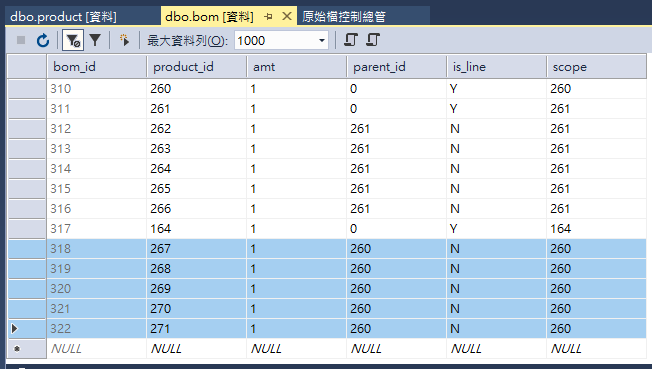 dbo.product [資料] dbo.bom [資料] 原始檔控制總管
最大資料列(O): 1000
bom_id product_id amt parent_id is_line scope
310 260 1 0 Y 260
311 261 1 0 Y 261
312 262 1 261 N 261
313 263 1 261 N 261
314 264 1 261 N 261
315 265 1 261 N 261
316 266 1 261 N 261
317 164 1 0 Y 164
318 267 1 260 N 260
319 268 1 260 N 260
320 269 1 260 N 260
321 270 1 260 N 260
322 271 1 260 N 260
NULL NULL NULL NULL NULL NULL